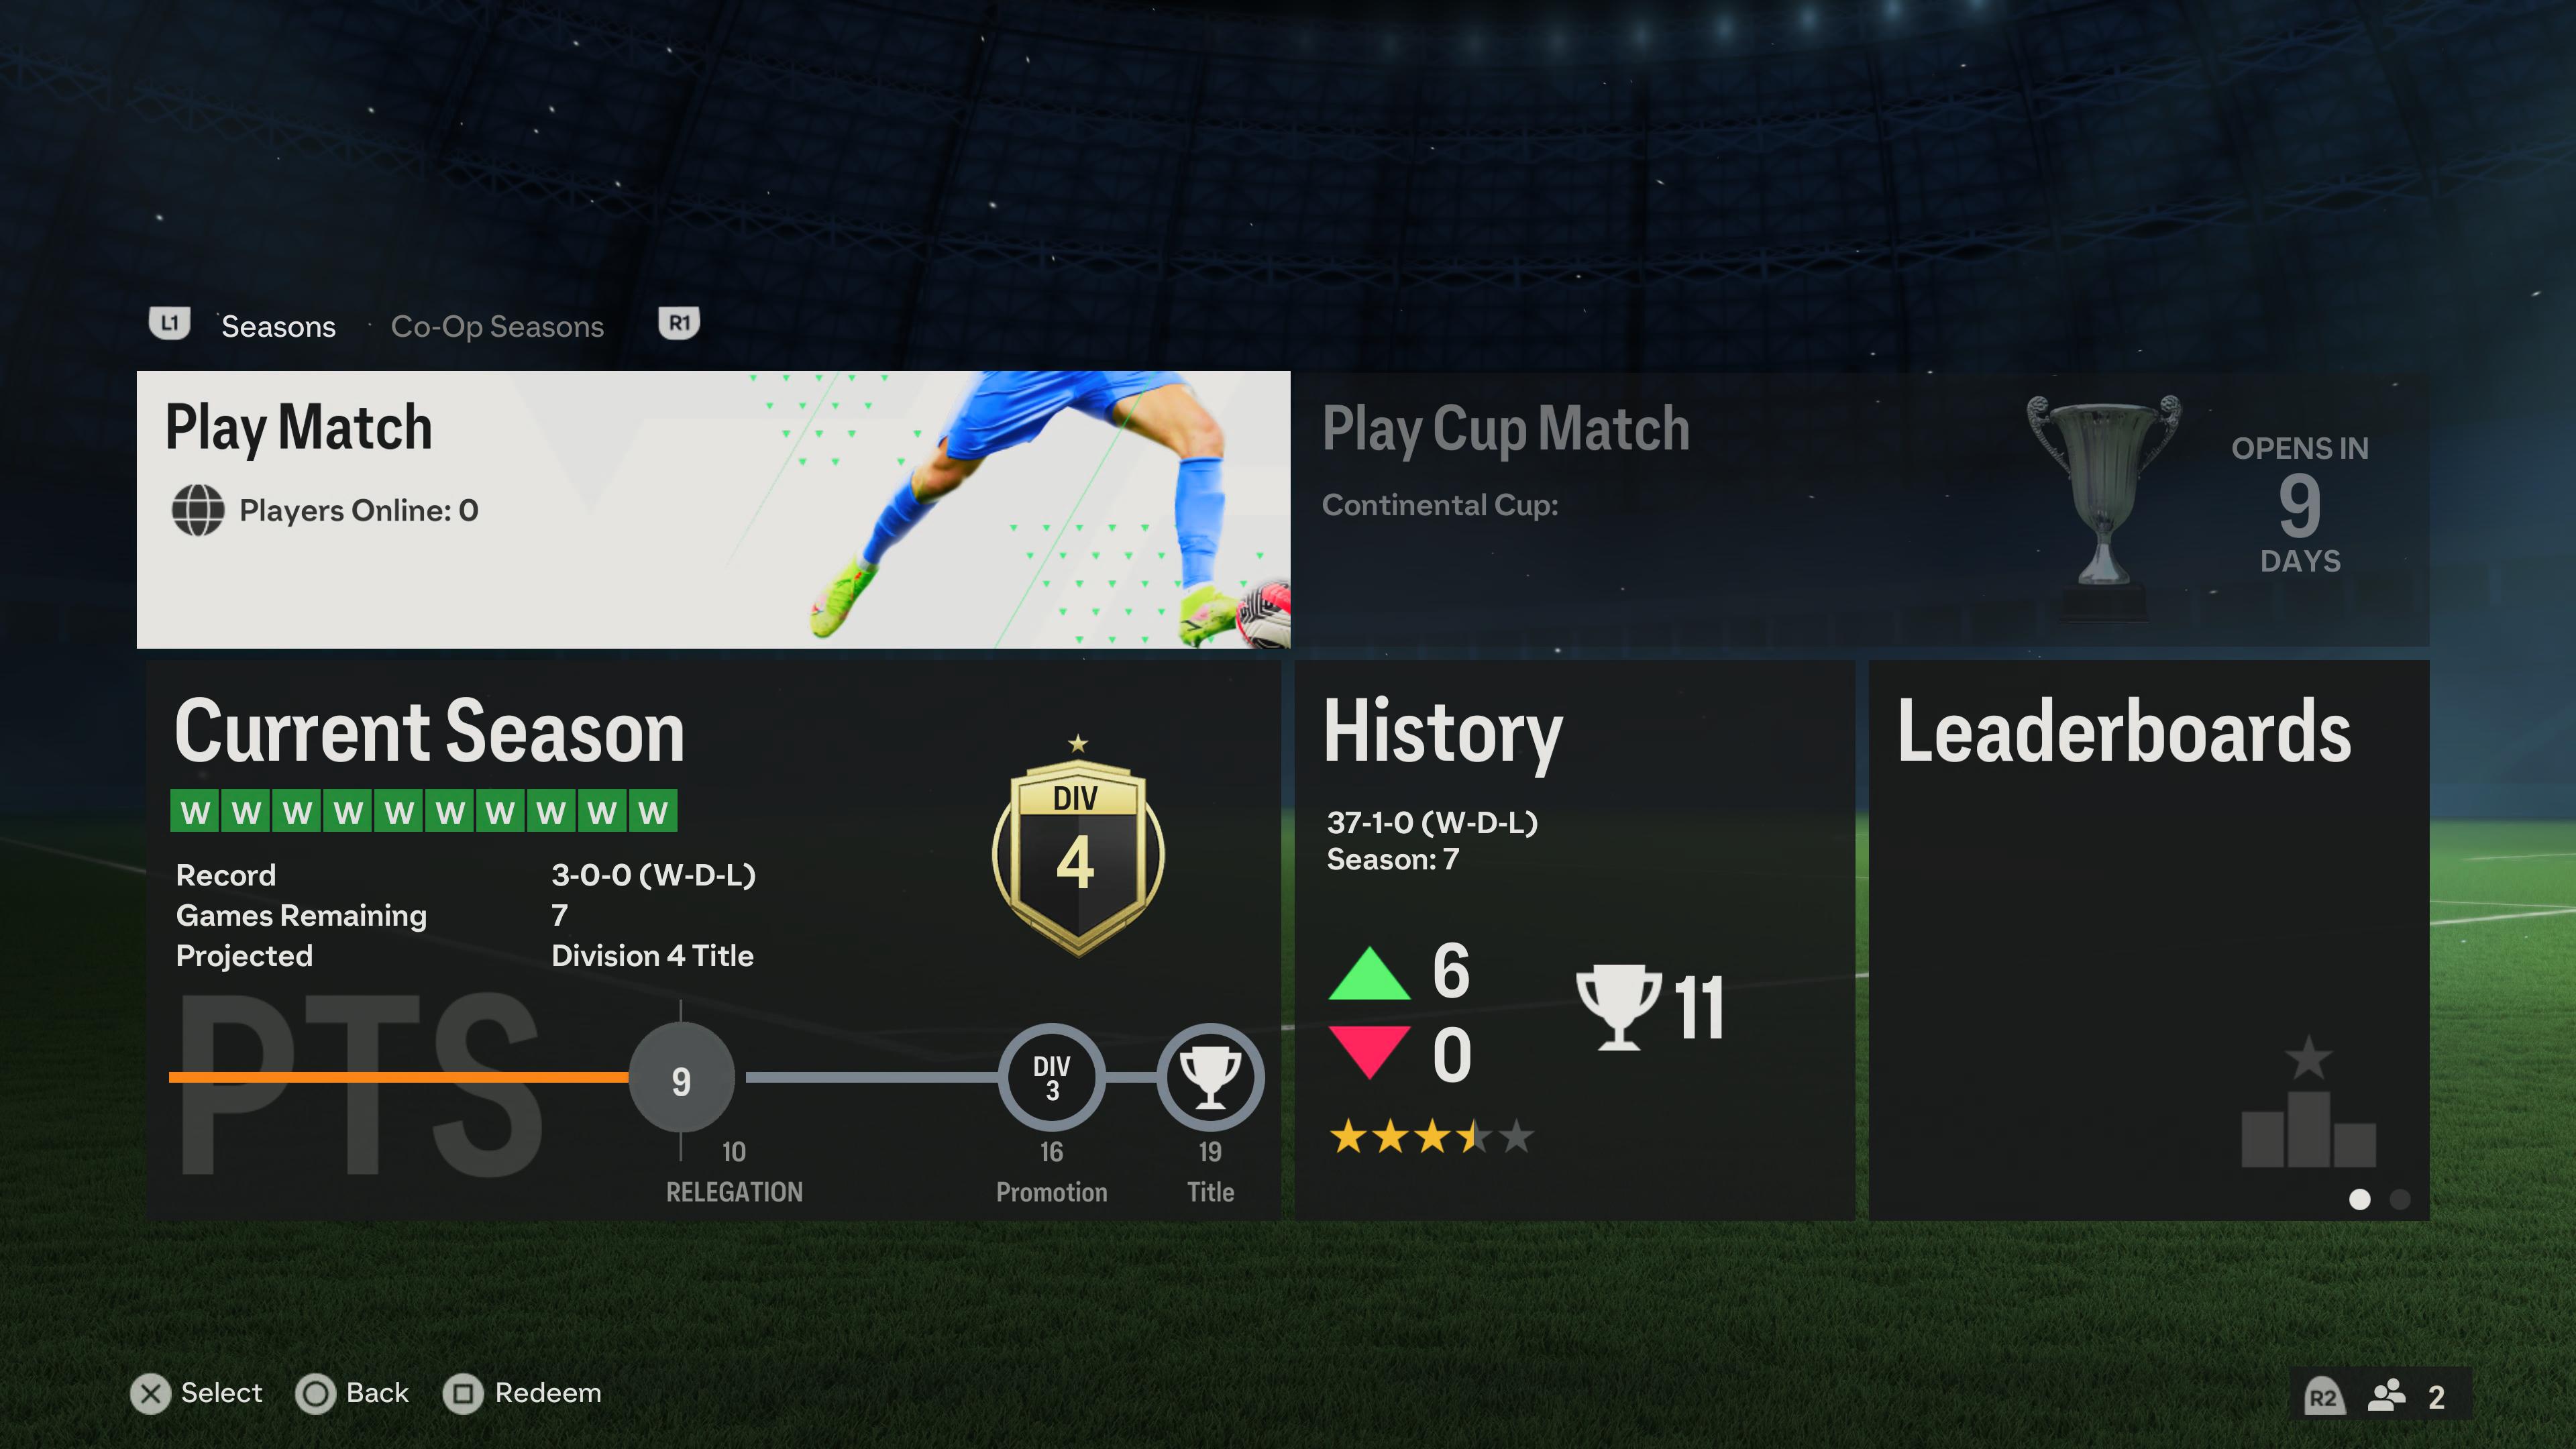 L1 Seasons Co-Op Seasons R1
Play Match
Players Online: 0
Play Cup Match
Continental Cup:
OPENS IN
9
DAYS
Current Season
W W W W W W W W W W
Record 3-0-0 (W-D-L)
Games Remaining 7
Projected Division 4 Title
DIV
4
PTS
9
DIV
3
10 16 19
RELEGATION Promotion Title
History
37-1-0 (W-D-L)
Season: 7
6
0
11
Leaderboards
Select Back Redeem
R2 2